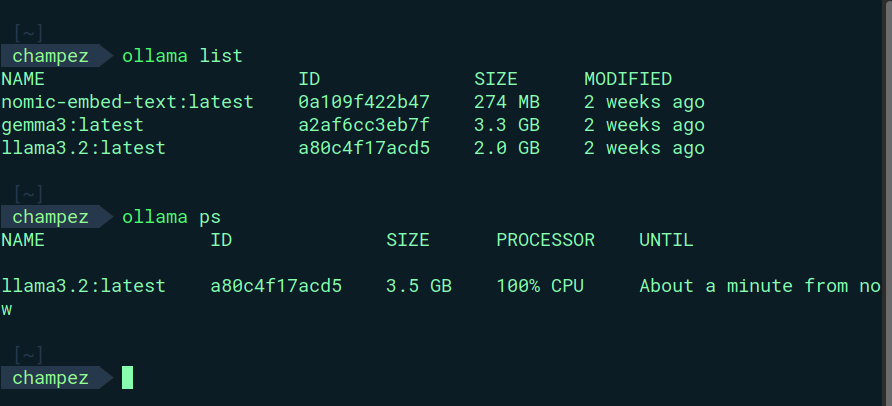 [~]
champez ollama list
NAME ID SIZE MODIFIED
nomic-embed-text:latest 0a109f422b47 274 MB 2 weeks ago
gemma3:latest a2af6cc3eb7f 3.3 GB 2 weeks ago
llama3.2:latest a80c4f17acd5 2.0 GB 2 weeks ago
[~]
champez ollama ps
NAME ID SIZE PROCESSOR UNTIL
llama3.2:latest a80c4f17acd5 3.5 GB 100% CPU About a minute from no
w
[~]
champez